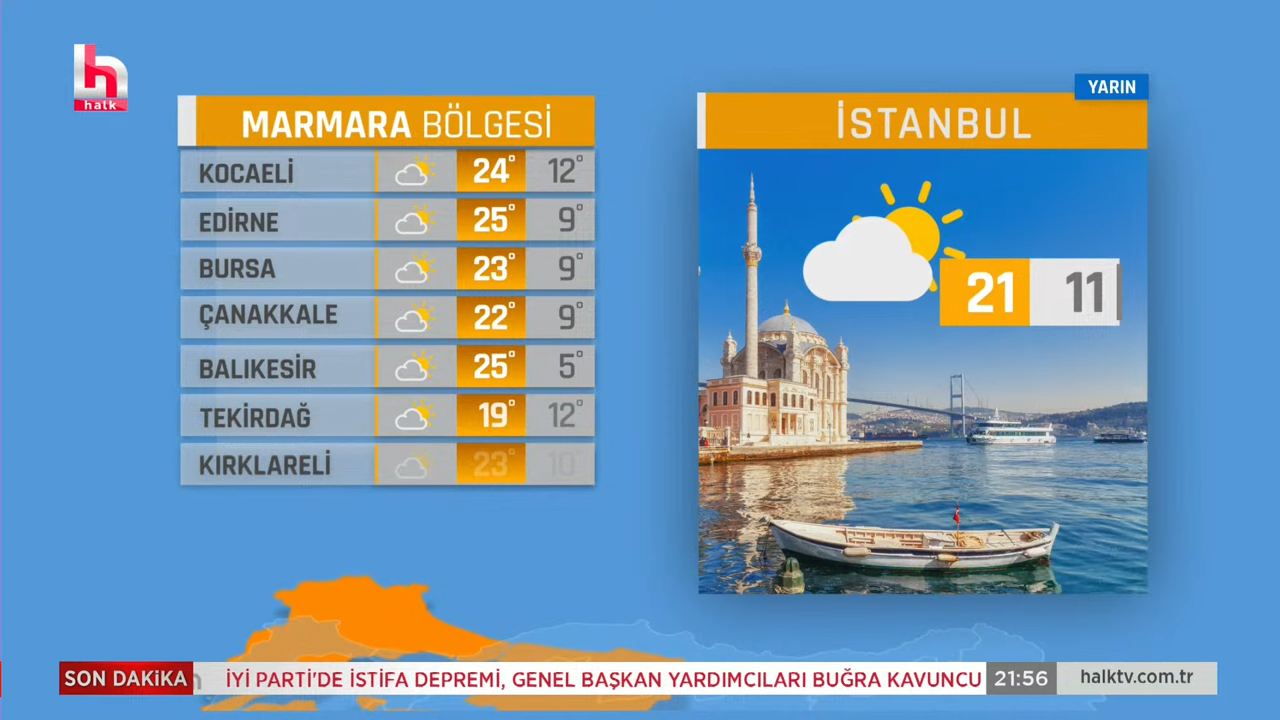 halk
YARIN
MARMARA BÖLGESİ
KOCAELİ 24° 12°
EDİRNE 25° 9°
BURSA 23° 9°
ÇANAKKALE 22° 9°
BALIKESİR 25° 5°
TEKİRDAĞ 19° 12°
KIRKLARELİ 23 10
İSTANBUL
21 11
SON DAKİKA İYİ PARTİ'DE İSTİFA DEPREMİ, GENEL BAŞKAN YARDIMCILARI BUĞRA KAVUNCU 21:56 halktv.com.tr